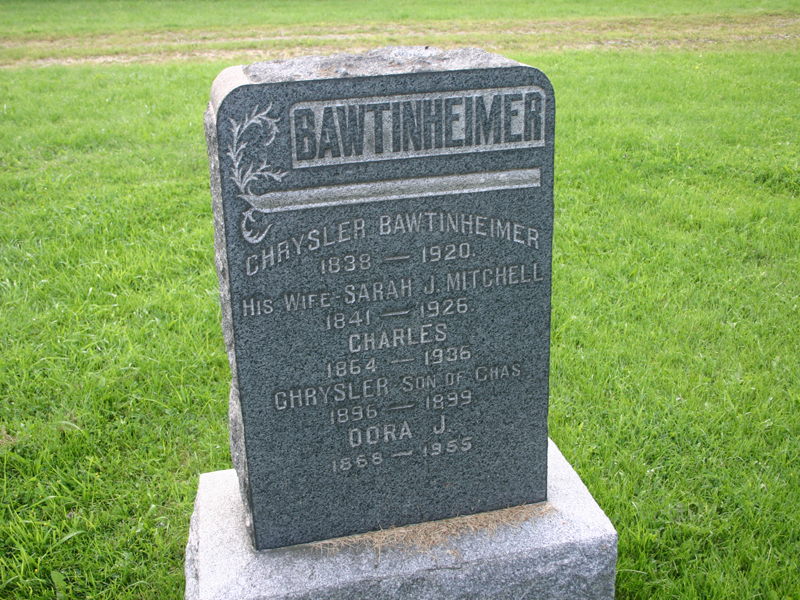 BAWTINHEIMER
CHRYSLER BAWTINHEIMER
1838 — 1920.
HIS WIFE - SARAH J. MITCHELL
1841 — 1926.
CHARLES
1864 — 1936
CHRYSLER SON OF CHAS
1896 — 1899
DORA J.
1868 — 1955